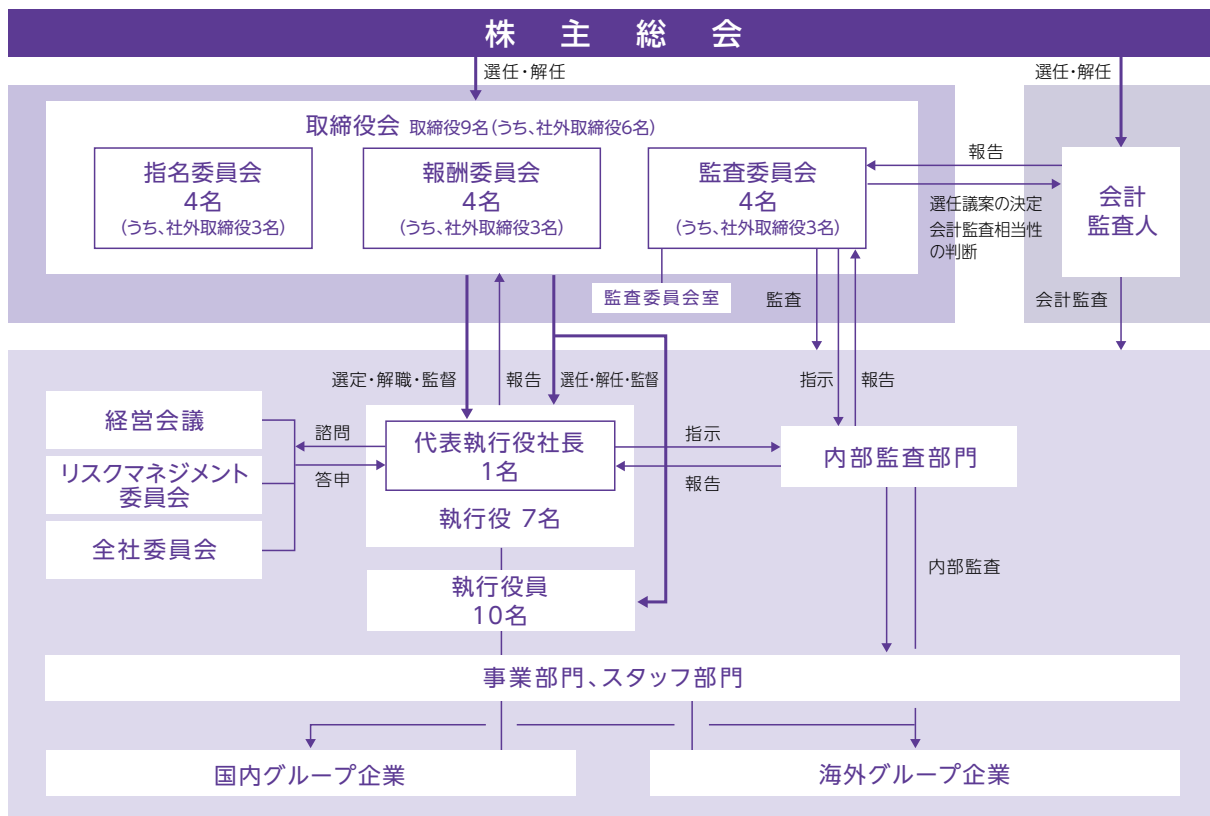 株主総会
選任・解任
選任・解任
取締役会 取締役9名(うち、社外取締役6名)
指名委員会
4名
(うち、社外取締役3名)
報酬委員会
4名
(うち、社外取締役3名)
監査委員会
4名
(うち、社外取締役3名)
報告
選任議案の決定
会計監査相当性
の判断
会計
監査人
監査委員会室
監査
会計監査
選定・解職・監督
報告
選任・解任・監督
指示
報告
経営会議
リスクマネジメント
委員会
全社委員会
諮問
答申
代表執行役社長
1名
執行役 7名
指示
報告
内部監査部門
執行役員
10名
内部監査
事業部門、スタッフ部門
国内グループ企業
海外グループ企業